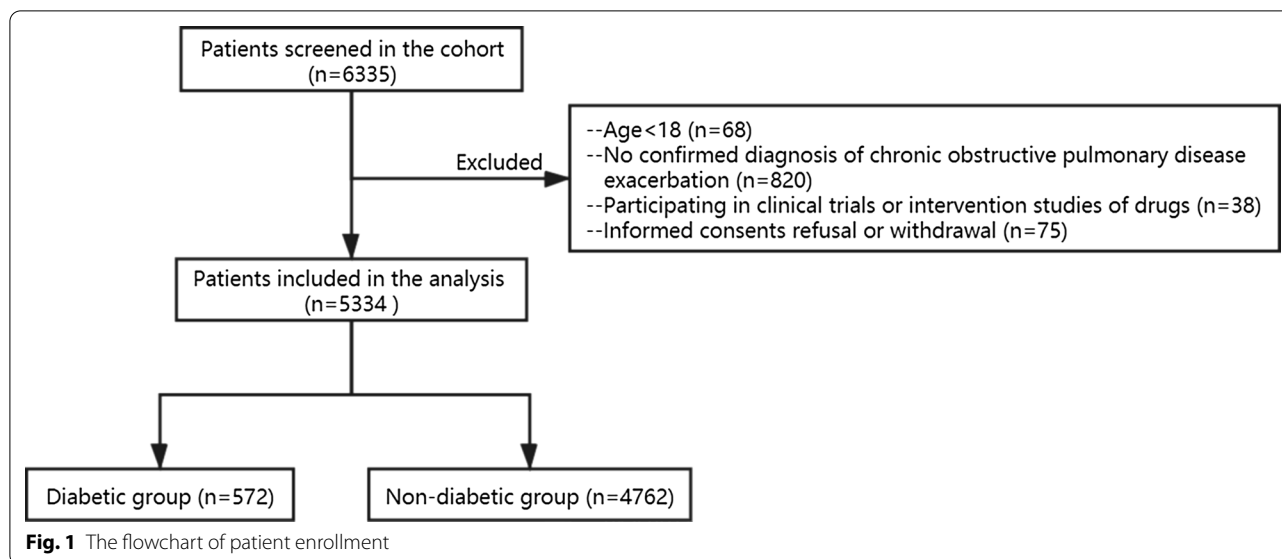 Patients screened in the cohort
(n=6335)
Excluded
--Age<18 (n=68)
--No confirmed diagnosis of chronic obstructive pulmonary disease
exacerbation (n=820)
--Participating in clinical trials or intervention studies of drugs (n=38)
--Informed consents refusal or withdrawal (n=75)
Patients included in the analysis
(n=5334 )
Diabetic group (n=572)
Non-diabetic group (n=4762)
Fig. 1 The flowchart of patient enrollment